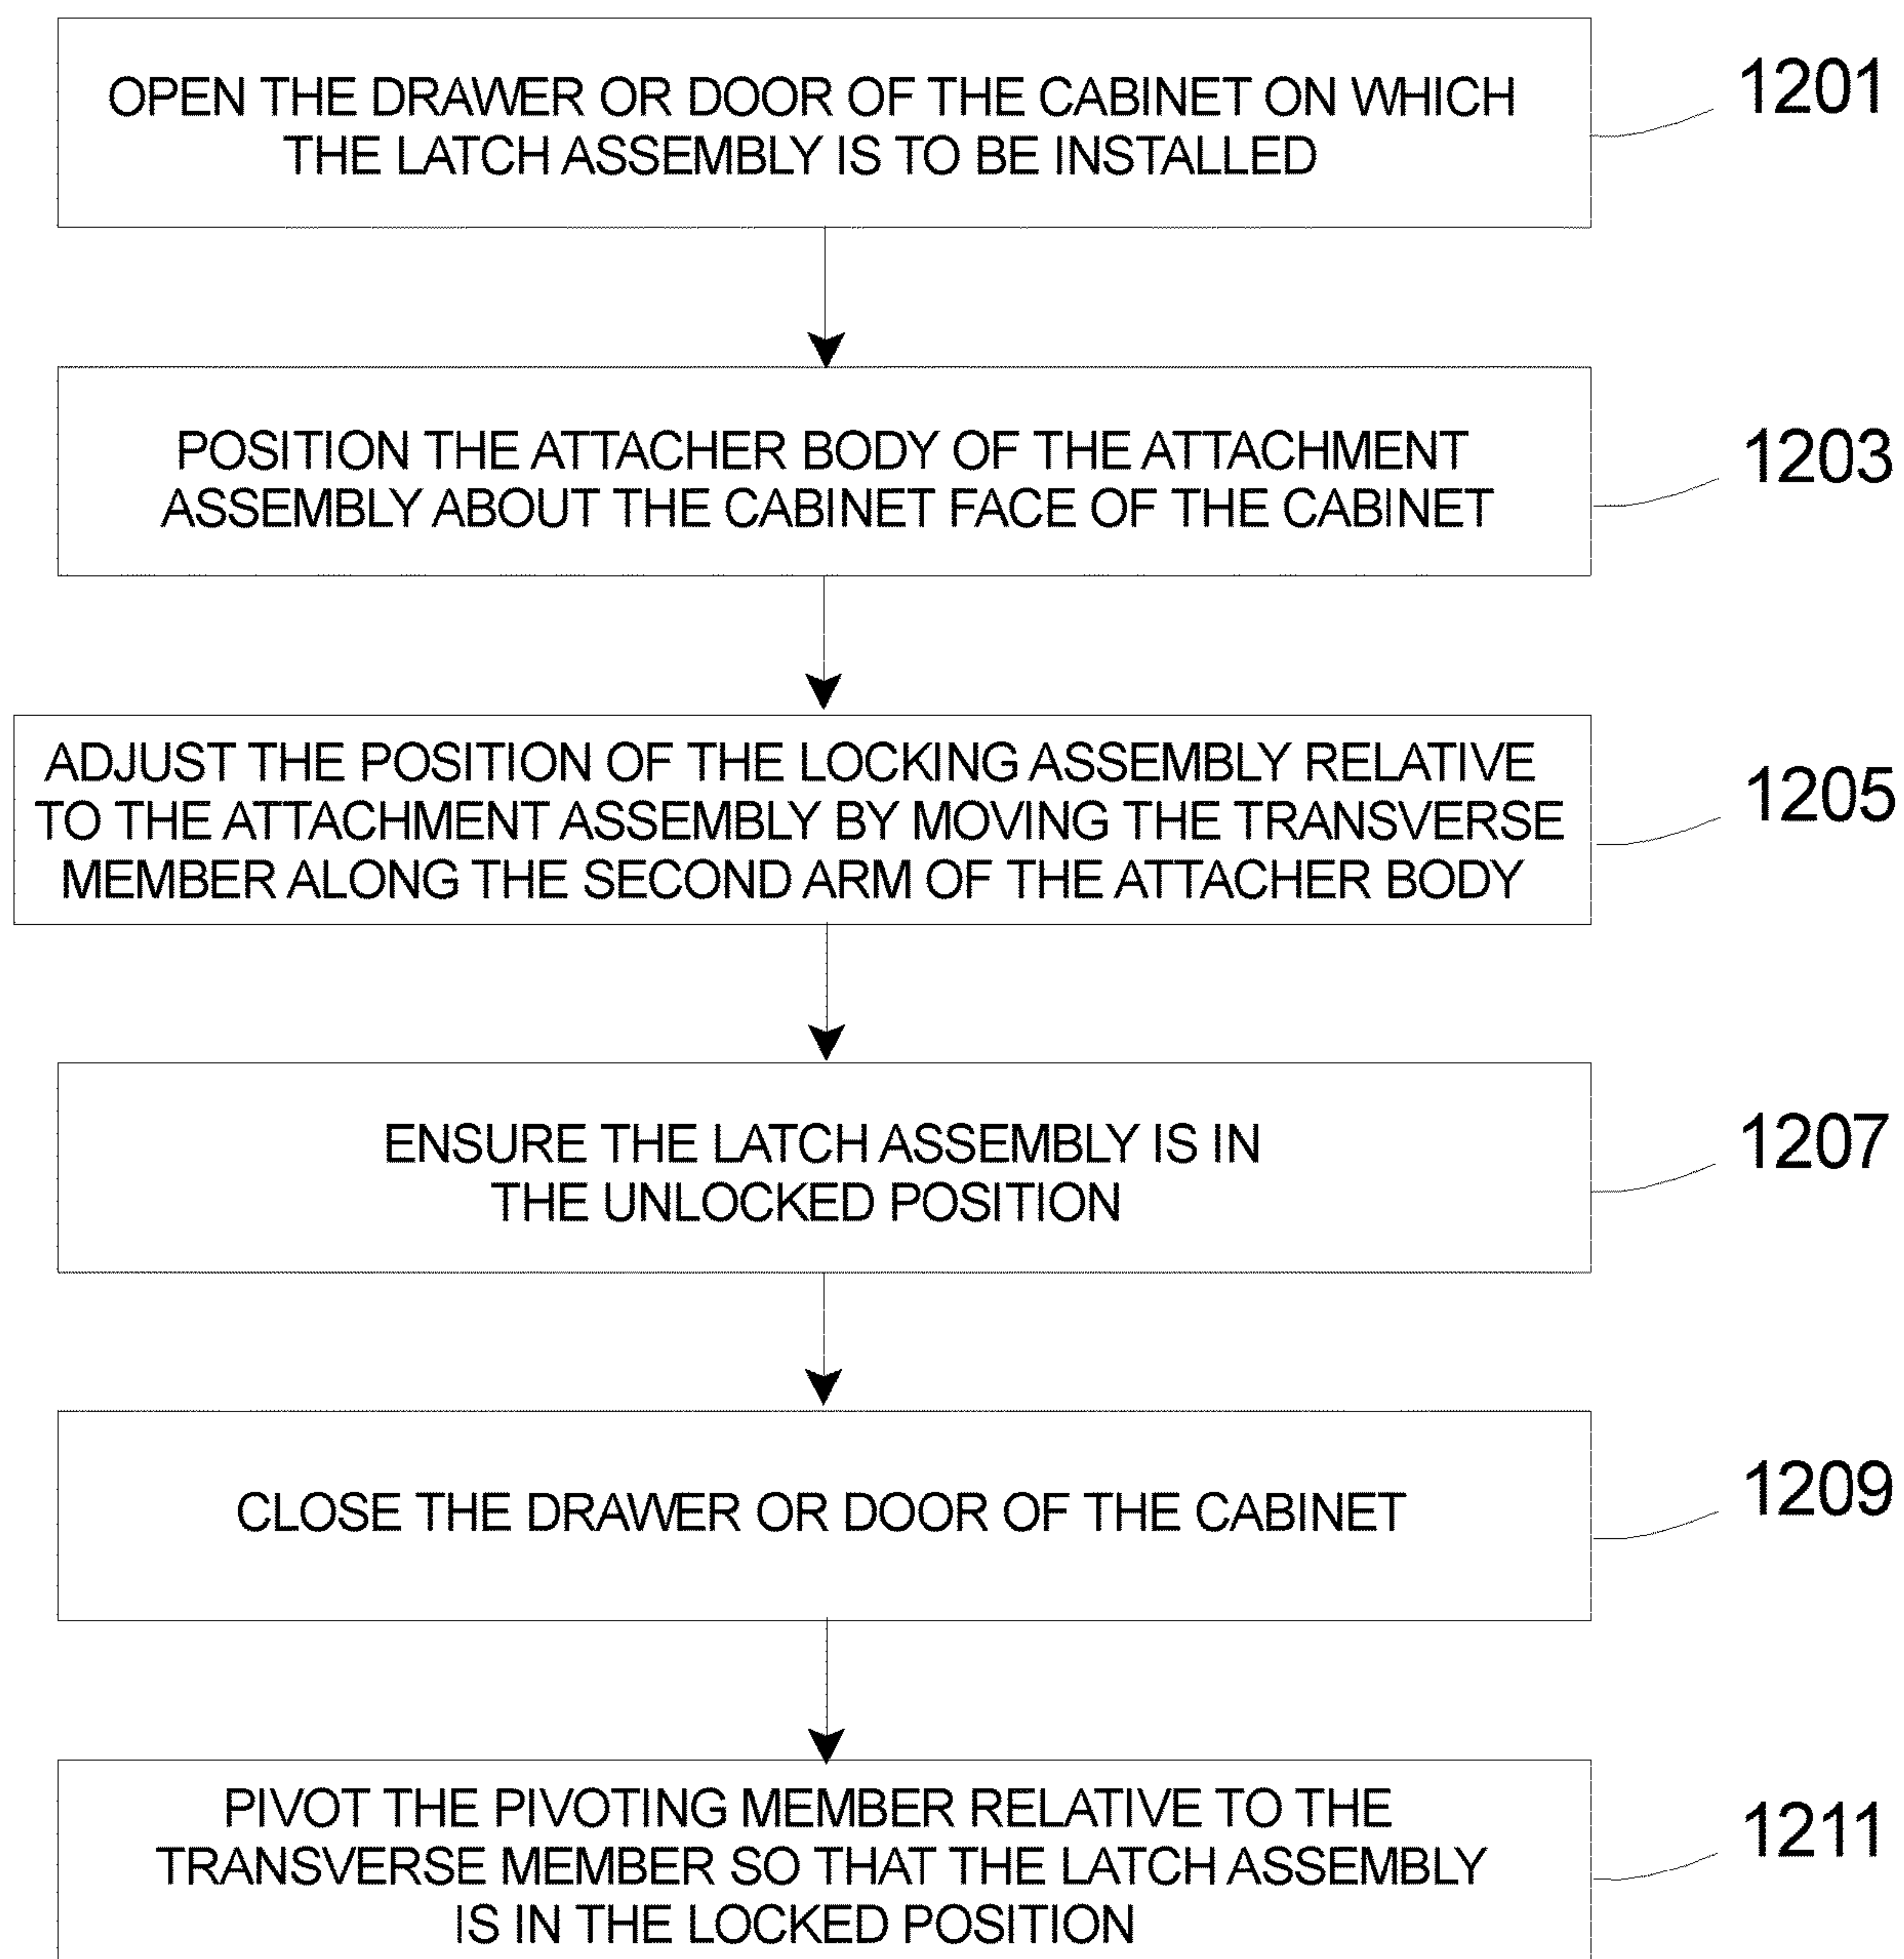 OPEN THE DRAWER OR DOOR OF THE CABINET ON WHICH
THE LATCH ASSEMBLY IS TO BE INSTALLED
1201
POSITION THE ATTACHER BODY OF THE ATTACHMENT
ASSEMBLY ABOUT THE CABINET FACE OF THE CABINET
1203
ADJUST THE POSITION OF THE LOCKING ASSEMBLY RELATIVE
TO THE ATTACHMENT ASSEMBLY BY MOVING THE TRANSVERSE
MEMBER ALONG THE SECOND ARM OF THE ATTACHER BODY
1205
ENSURE THE LATCH ASSEMBLY IS IN
THE UNLOCKED POSITION
1207
CLOSE THE DRAWER OR DOOR OF THE CABINET
1209
PIVOT THE PIVOTING MEMBER RELATIVE TO THE
TRANSVERSE MEMBER SO THAT THE LATCH ASSEMBLY
IS IN THE LOCKED POSITION
1211